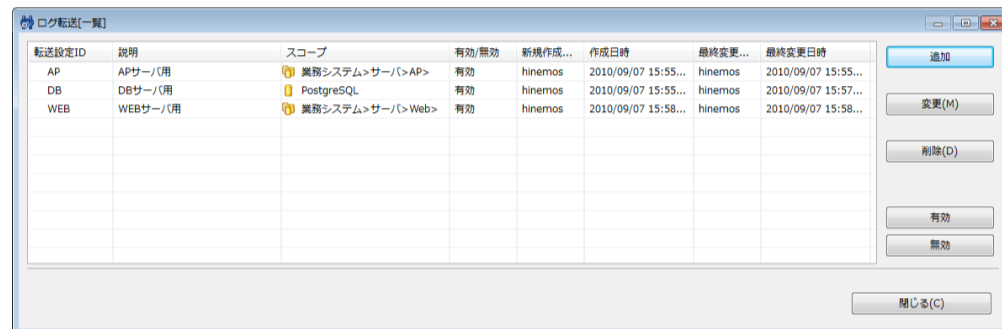 ログ転送[一覧]
転送設定ID 説明 スコープ 有効/無効 新規作成... 作成日時 最終変更... 最終変更日時
AP APサーバ用 業務システム>サーバ>AP> 有効 hinemos 2010/09/07 15:55... hinemos 2010/09/07 15:55...
DB DBサーバ用 PostgreSQL 有効 hinemos 2010/09/07 15:55... hinemos 2010/09/07 15:57...
WEB WEBサーバ用 業務システム>サーバ>Web> 有効 hinemos 2010/09/07 15:58... hinemos 2010/09/07 15:58...
追加
変更(M)
削除(D)
有効
無効
閉じる(C)